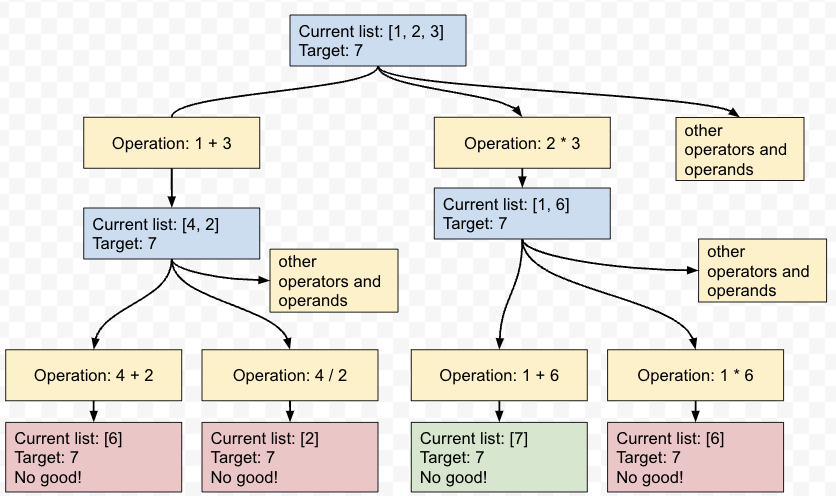 Current list: [1, 2, 3]
Target: 7
Operation: 1 + 3
Operation: 2 * 3
other
operators and
operands
Current list: [4, 2]
Target: 7
Current list: [1, 6]
Target: 7
other
operators and
operands
other
operators and
operands
Operation: 4 + 2
Operation: 4 / 2
Operation: 1 + 6
Operation: 1 * 6
Current list: [6]
Target: 7
No good!
Current list: [2]
Target: 7
No good!
Current list: [7]
Target: 7
No good!
Current list: [6]
Target: 7
No good!